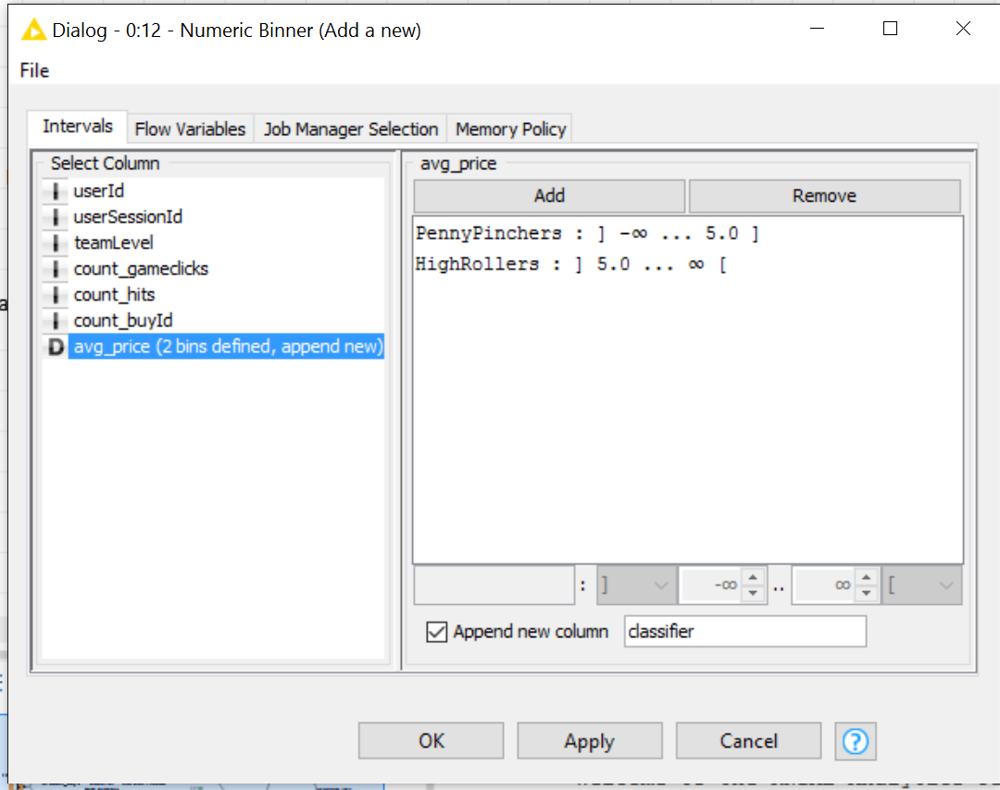 Dialog - 0:12 - Numeric Binner (Add a new)
File
Intervals
Flow Variables
Job Manager Selection
Memory Policy
Select Column
userId
userSessionId
teamLevel
count_gameclicks
count_hits
count_buyId
D avg_price (2 bins defined, append new)
avg_price
Add
Remove
PennyPinchers : ] -∞ ... 5.0 ]
HighRollers : ] 5.0 ... ∞ [
: ] -∞ .. ∞ [
Append new column classifier
OK
Apply
Cancel
?